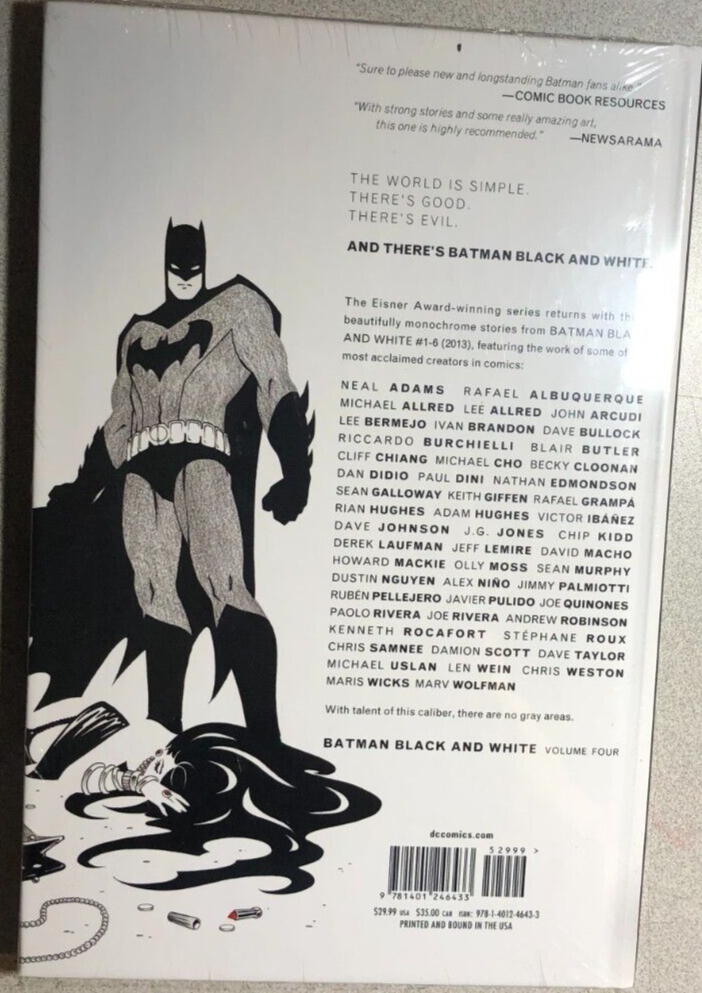 "Sure to please new and longstanding Batman fans alike."
—COMIC BOOK RESOURCES
"With strong stories and some really amazing art,
this one is highly recommended." —NEWSARAMA
THE WORLD IS SIMPLE.
THERE'S GOOD.
THERE'S EVIL.
AND THERE'S BATMAN BLACK AND WHITE.
The Eisner Award-winning series returns with th
beautifully monochrome stories from BATMAN BLA
AND WHITE #1-6 (2013), featuring the work of some of
most acclaimed creators in comics:
NEAL ADAMS RAFAEL ALBUQUERQUE
MICHAEL ALLRED LEE ALLRED JOHN ARCUDI
LEE BERMEJO IVAN BRANDON DAVE BULLOCK
RICCARDO BURCHIELLI BLAIR BUTLER
CLIFF CHIANG MICHAEL CHO BECKY CLOONAN
DAN DIDIO PAUL DINI NATHAN EDMONDSON
SEAN GALLOWAY KEITH GIFFEN RAFAEL GRAMPÁ
RIAN HUGHES ADAM HUGHES VICTOR IBÁÑEZ
DAVE JOHNSON J.G. JONES CHIP KIDD
DEREK LAUFMAN JEFF LEMIRE DAVID MACHO
HOWARD MACKIE OLLY MOSS SEAN MURPHY
DUSTIN NGUYEN ALEX NIÑO JIMMY PALMIOTTI
RUBÉN PELLEJERO JAVIER PULIDO JOE QUINONES
PAOLO RIVERA JOE RIVERA ANDREW ROBINSON
KENNETH ROCAFORT STÉPHANE ROUX
CHRIS SAMNEE DAMION SCOTT DAVE TAYLOR
MICHAEL USLAN LEN WEIN CHRIS WESTON
MARIS WICKS MARV WOLFMAN
With talent of this caliber, there are no gray areas.
BATMAN BLACK AND WHITE VOLUME FOUR
dccomics.com
5 2 9 9 9 >
9 781401 246433
$29.99 USA $35.00 CAN ISBN: 978-1-4012-4643-3
PRINTED AND BOUND IN THE USA